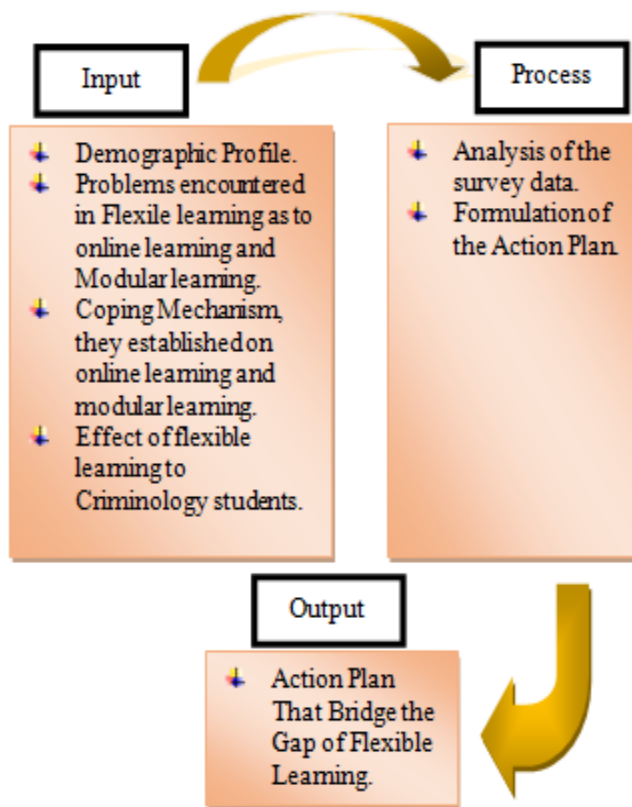 Input
Process
Demographic Profile.
Problems encountered
in Flexile learning as to
online learning and
Modular learning.
Coping Mechanism,
they established on
online learning and
modular learning.
Effect of flexible
learning to
Criminology students.
Analysis of the
survey data.
Formulation of
the Action Plan.
Output
Action Plan
That Bridge the
Gap of Flexible
Learning.